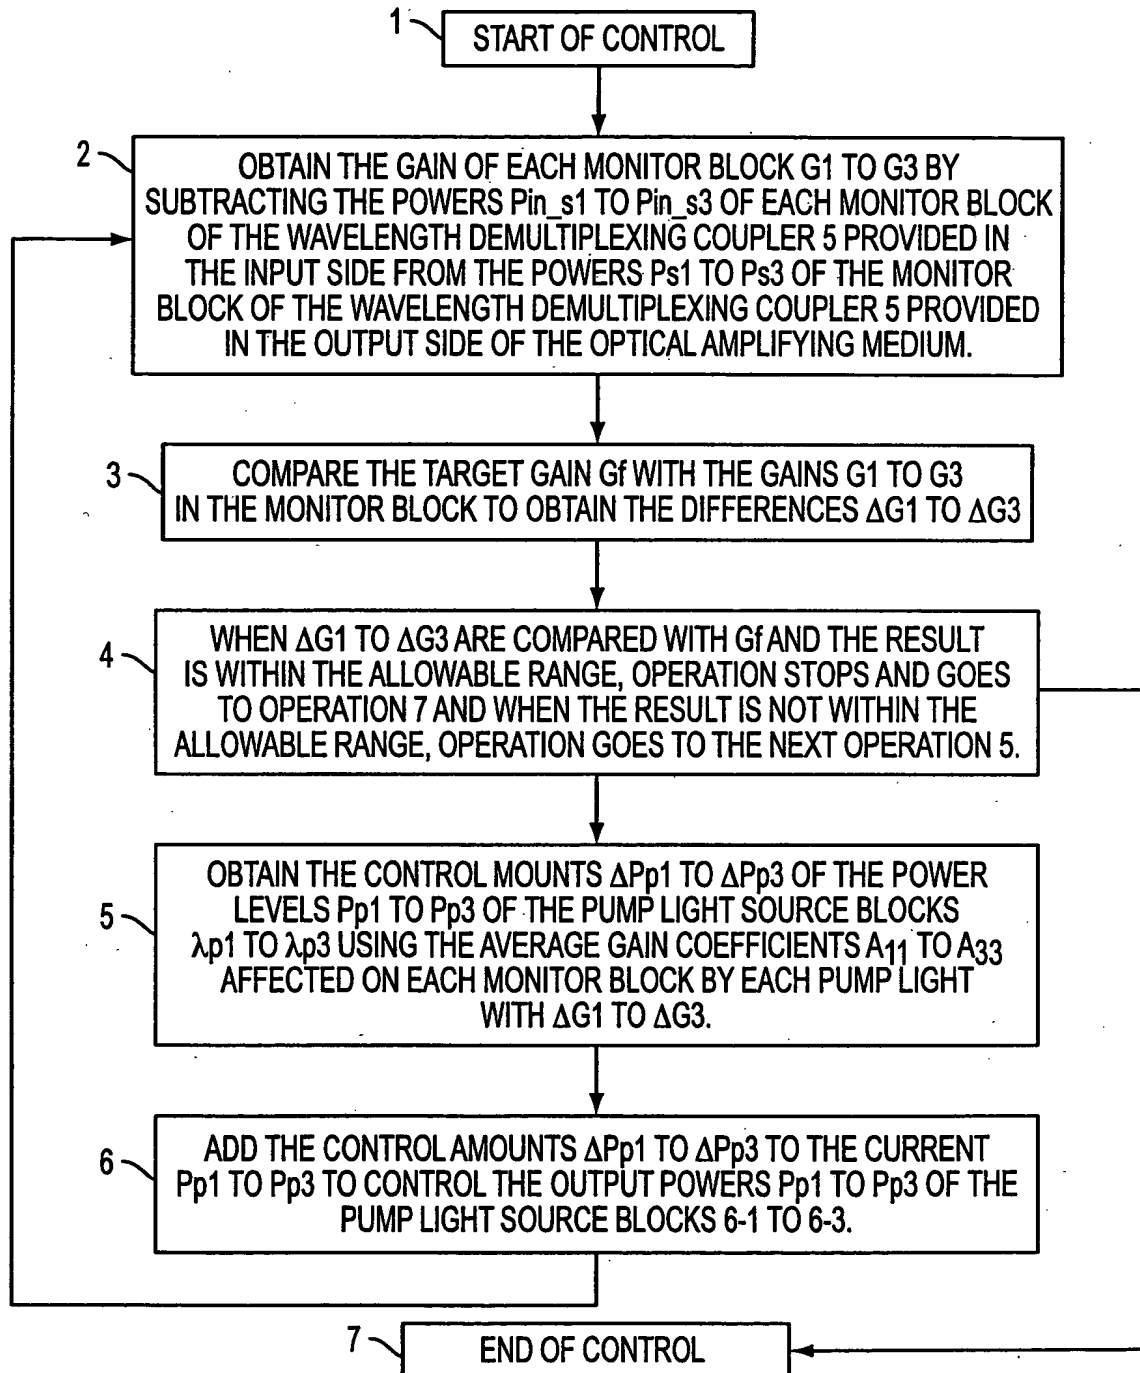 1
START OF CONTROL
2
OBTAIN THE GAIN OF EACH MONITOR BLOCK G1 TO G3 BY
SUBTRACTING THE POWERS Pin_s1 TO Pin_s3 OF EACH MONITOR BLOCK
OF THE WAVELENGTH DEMULTIPLEXING COUPLER 5 PROVIDED IN
THE INPUT SIDE FROM THE POWERS Ps1 TO Ps3 OF THE MONITOR
BLOCK OF THE WAVELENGTH DEMULTIPLEXING COUPLER 5 PROVIDED
IN THE OUTPUT SIDE OF THE OPTICAL AMPLIFYING MEDIUM.
3
COMPARE THE TARGET GAIN Gf WITH THE GAINS G1 TO G3
IN THE MONITOR BLOCK TO OBTAIN THE DIFFERENCES ΔG1 TO ΔG3
4
WHEN ΔG1 TO ΔG3 ARE COMPARED WITH Gf AND THE RESULT
IS WITHIN THE ALLOWABLE RANGE, OPERATION STOPS AND GOES
TO OPERATION 7 AND WHEN THE RESULT IS NOT WITHIN THE
ALLOWABLE RANGE, OPERATION GOES TO THE NEXT OPERATION 5.
5
OBTAIN THE CONTROL MOUNTS ΔPp1 TO ΔPp3 OF THE POWER
LEVELS Pp1 TO Pp3 OF THE PUMP LIGHT SOURCE BLOCKS
λp1 TO λp3 USING THE AVERAGE GAIN COEFFICIENTS A11 TO A33
AFFECTED ON EACH MONITOR BLOCK BY EACH PUMP LIGHT
WITH ΔG1 TO ΔG3.
6
ADD THE CONTROL AMOUNTS ΔPp1 TO ΔPp3 TO THE CURRENT
Pp1 TO Pp3 TO CONTROL THE OUTPUT POWERS Pp1 TO Pp3 OF THE
PUMP LIGHT SOURCE BLOCKS 6-1 TO 6-3.
7
END OF CONTROL